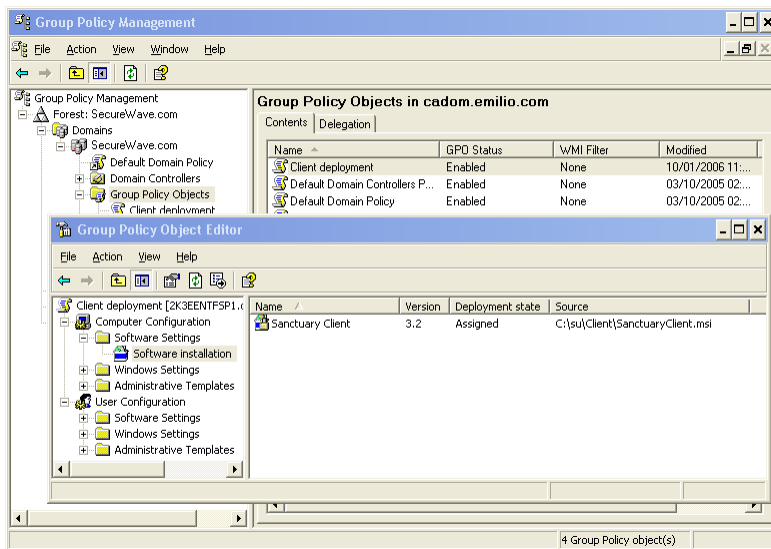 Group Policy Management
File Action View Window Help
Group Policy Management
Forest: SecureWave.com
Domains
SecureWave.com
Default Domain Policy
Domain Controllers
Group Policy Objects
Client deployment
Group Policy Objects in cadom.emilio.com
Contents Delegation
Name GPO Status WMI Filter Modified
Client deployment Enabled None 10/01/2006 11:...
Default Domain Controllers P... Enabled None 03/10/2005 02:...
Default Domain Policy Enabled None 03/10/2005 02:...
Group Policy Object Editor
File Action View Help
Client deployment [2K3EENTFSP1.
Computer Configuration
Software Settings
Software installation
Windows Settings
Administrative Templates
User Configuration
Software Settings
Windows Settings
Administrative Templates
Name Version Deployment state Source
Sanctuary Client 3.2 Assigned C:\su\Client\SanctuaryClient.msi
4 Group Policy object(s)